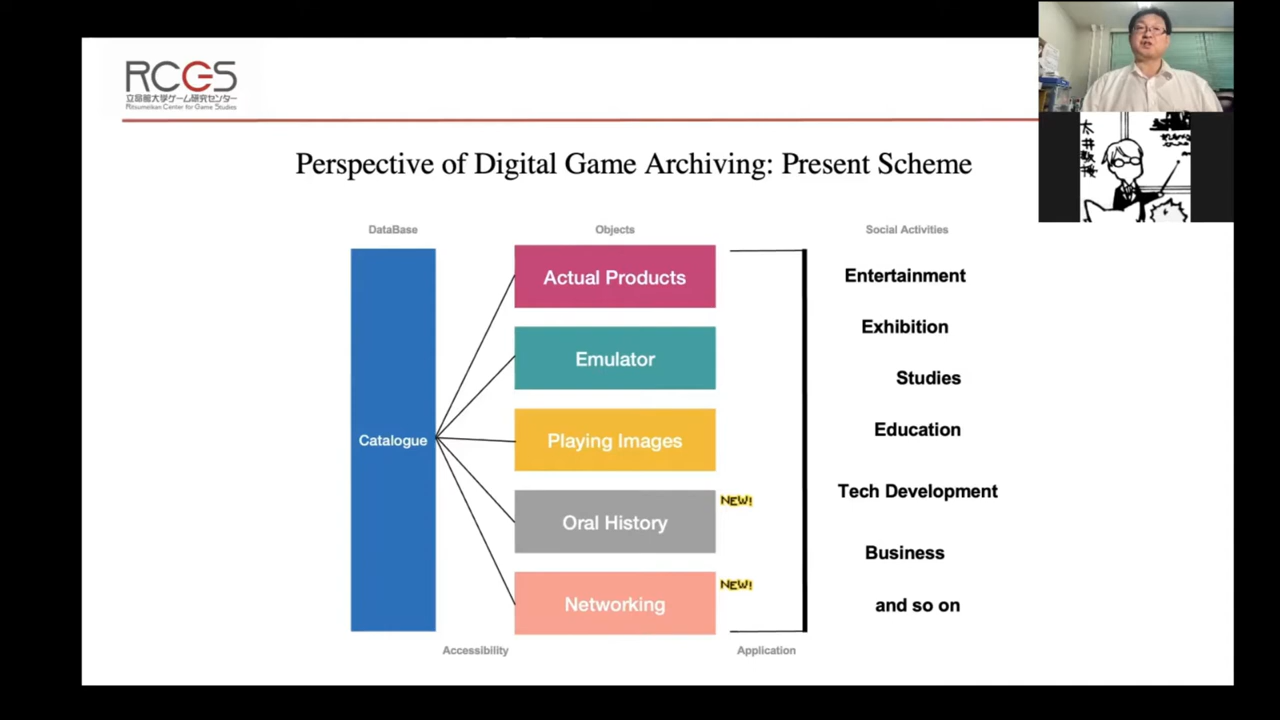 RCGS
立命館大学ゲーム研究センター
Ritsumeikan Center for Game Studies
Perspective of Digital Game Archiving: Present Scheme
DataBase
Objects
Social Activities
Catalogue
Actual Products
Emulator
Playing Images
Oral History
NEW!
Networking
NEW!
Entertainment
Exhibition
Studies
Education
Tech Development
Business
and so on
Accessibility
Application